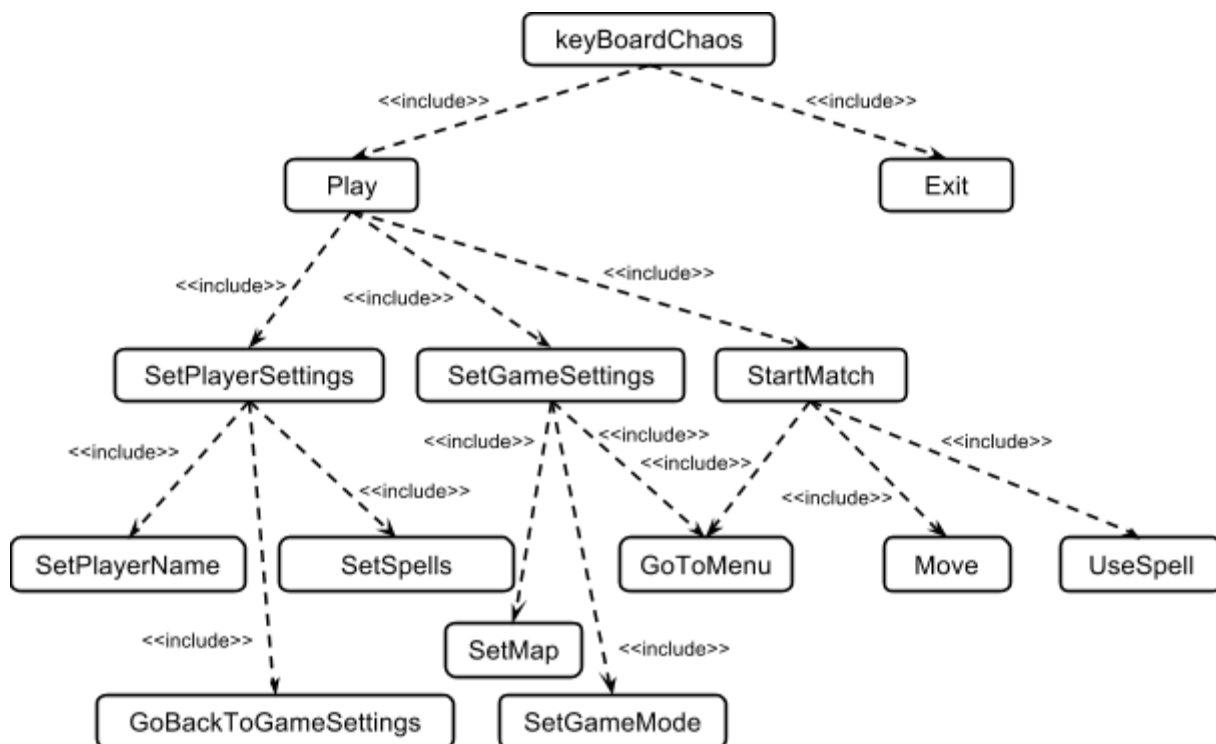 keyBoardChaos
<<include>>
<<include>>
Play
Exit
<<include>>
<<include>>
<<include>>
SetPlayerSettings
SetGameSettings
StartMatch
<<include>>
<<include>>
<<include>>
<<include>>
<<include>>
<<include>>
<<include>>
<<include>>
SetPlayerName
SetSpells
GoToMenu
Move
UseSpell
<<include>>
SetMap
<<include>>
GoBackToGameSettings
SetGameMode